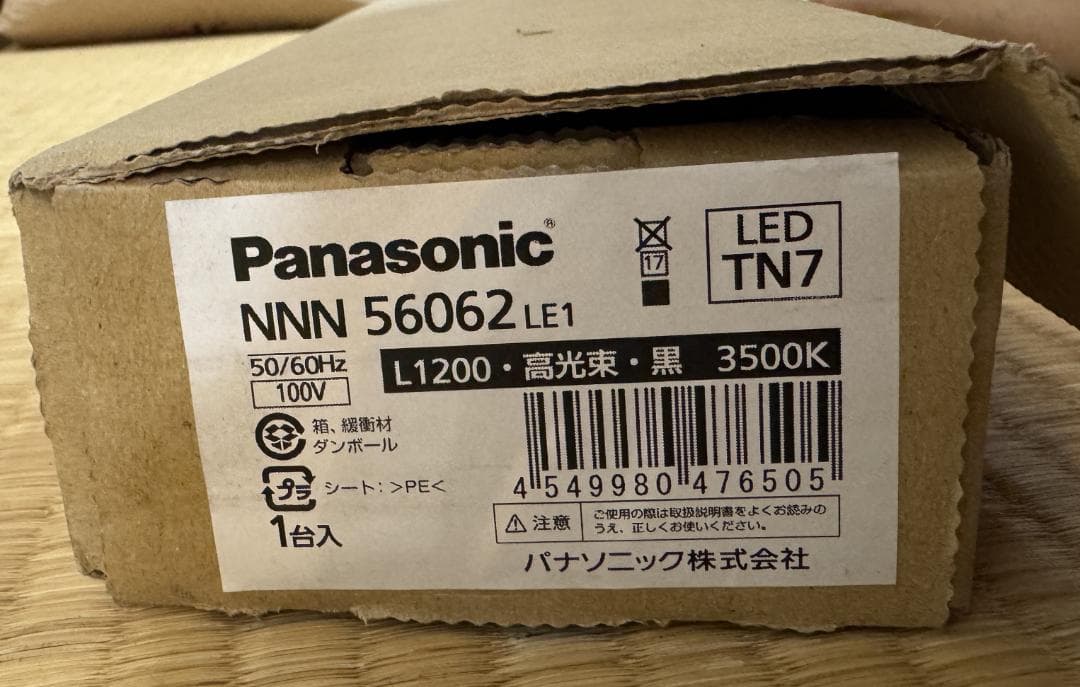 Panasonic®
NNN 56062 LE1
17
LED
TN7
50/60Hz
100V
L1200・高光束・黒 3500K
箱、緩衝材
ダンボール
プラ
シート：>PE<
1台入
4 549980 476505
⚠ 注意
ご使用の際は取扱説明書をよくお読みの
うえ、正しくお使いください。
パナソニック株式会社